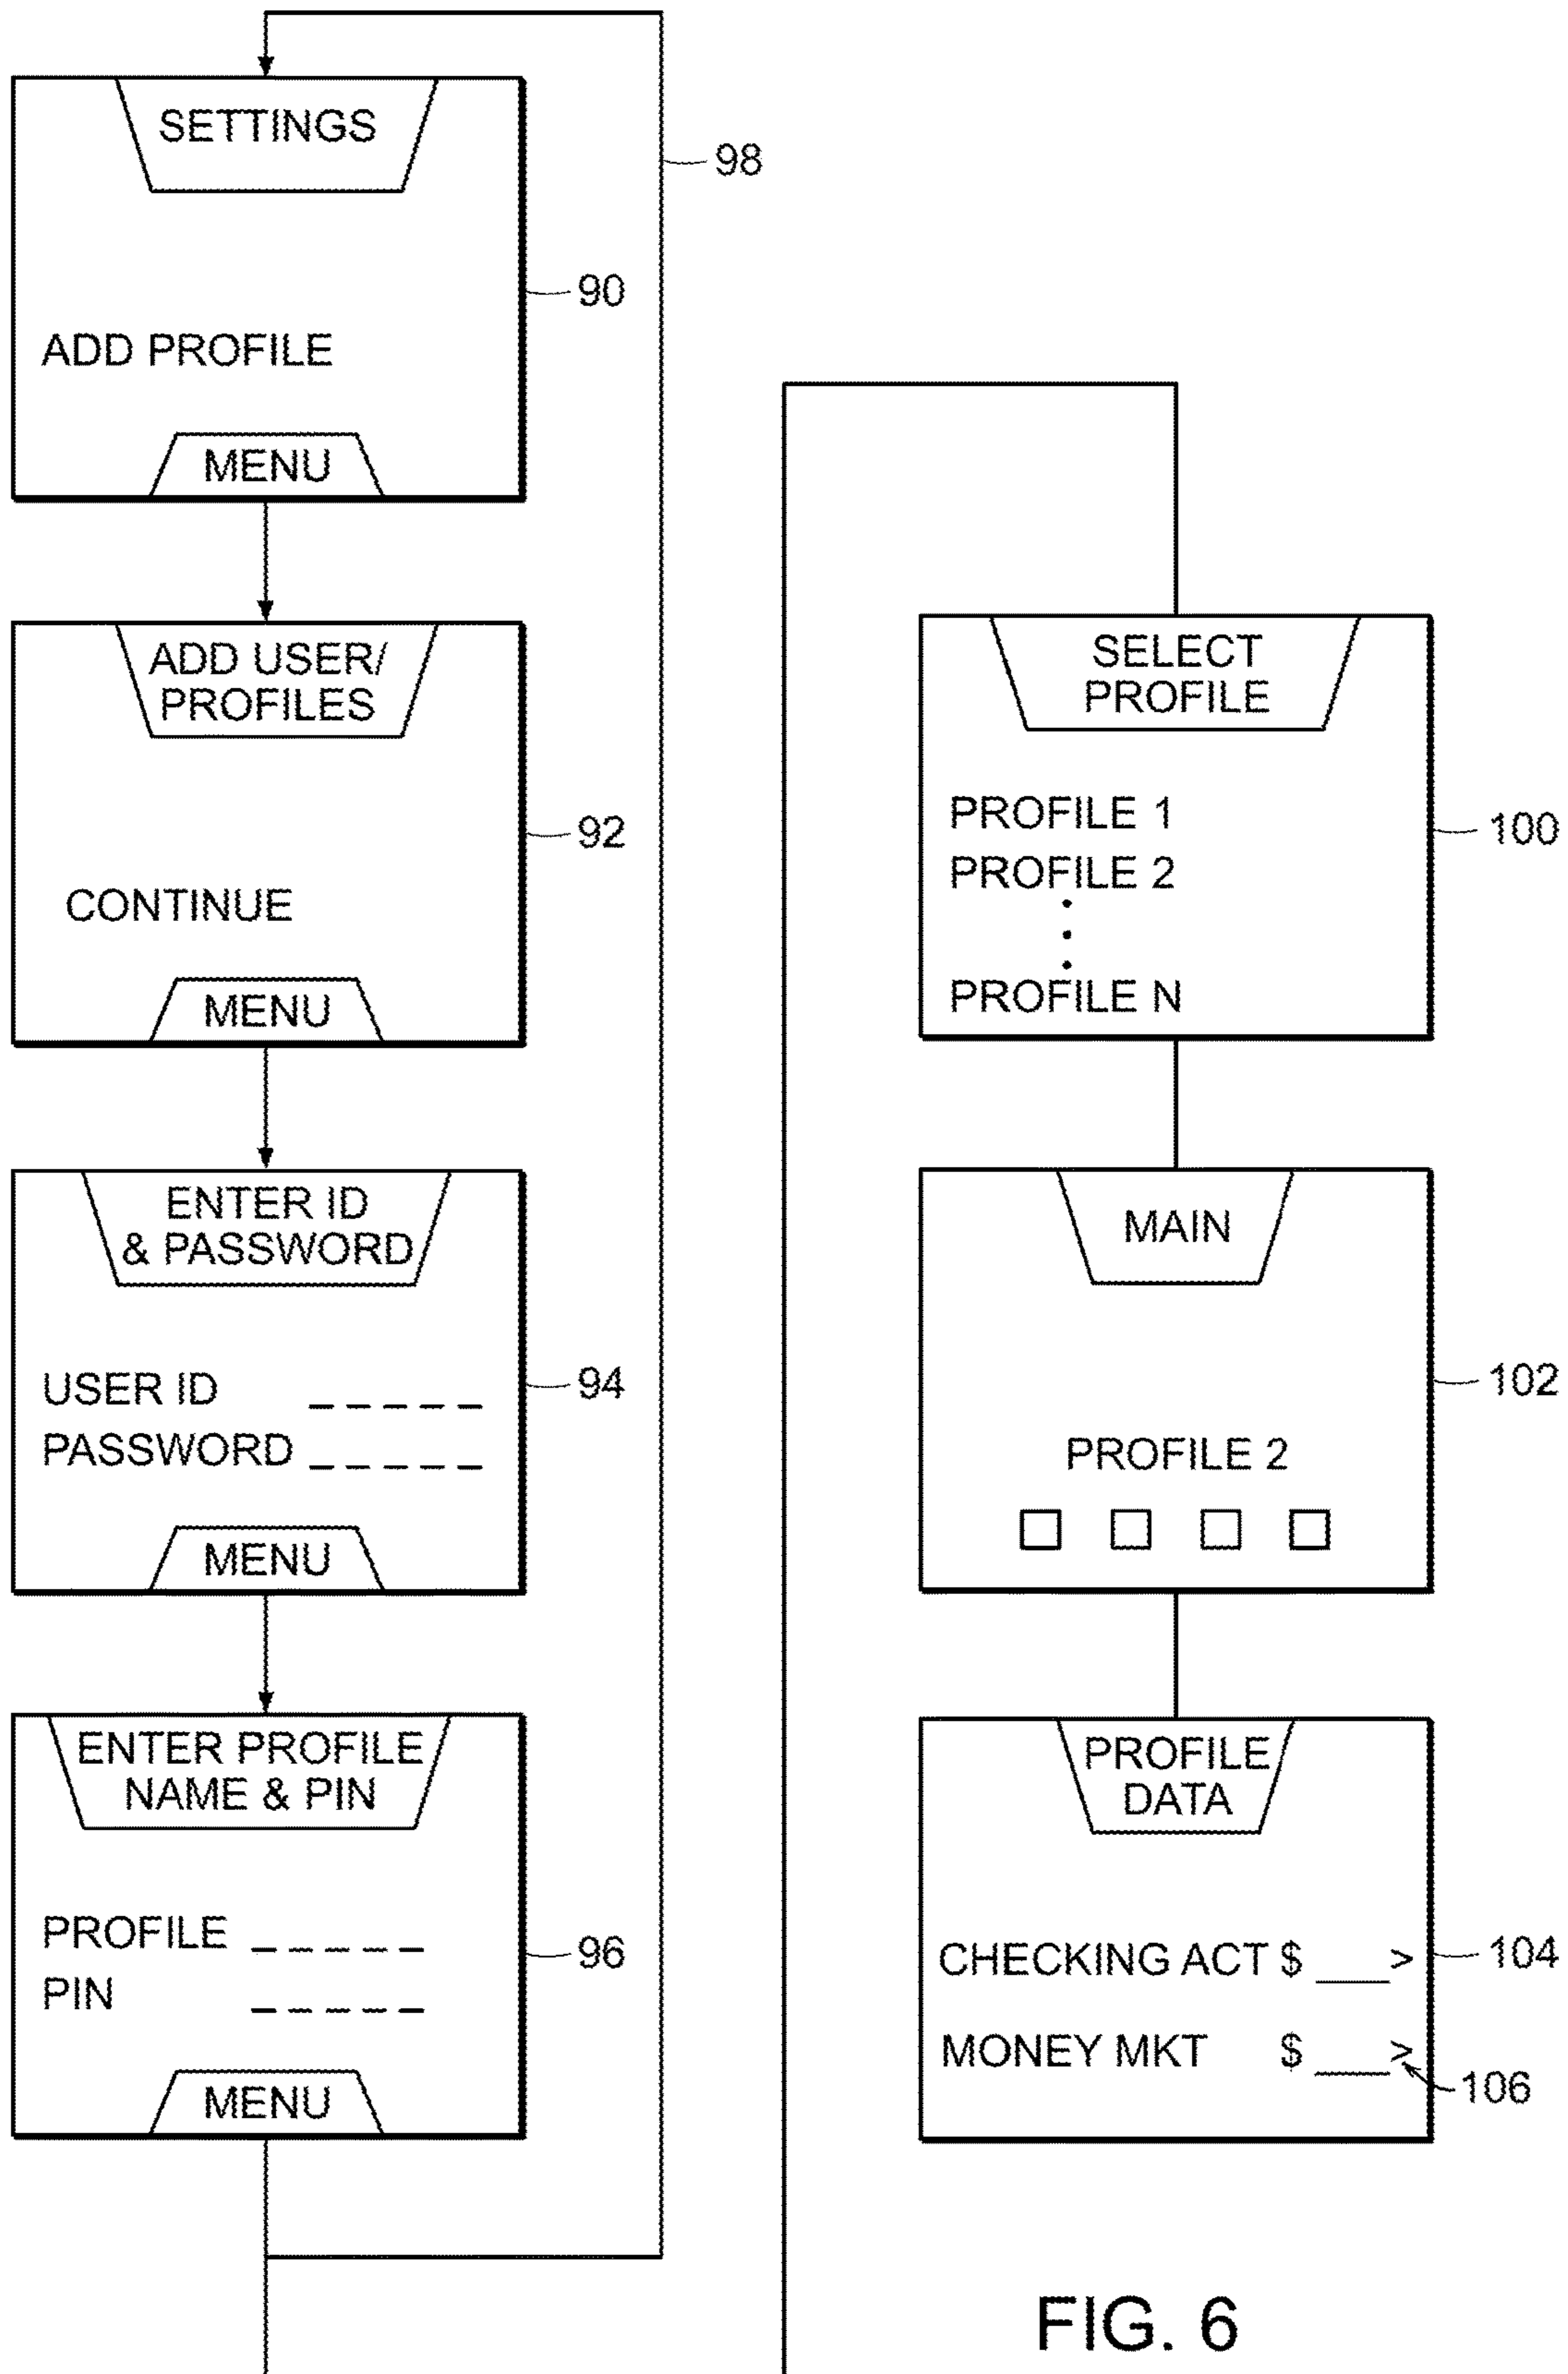 SETTINGS
98
90
ADD PROFILE
MENU
ADD USER/
PROFILES
92
CONTINUE
MENU
ENTER ID
& PASSWORD
94
USER ID _ _ _ _ _
PASSWORD _ _ _ _ _
MENU
ENTER PROFILE
NAME & PIN
PROFILE _ _ _ _ _
96
PIN _ _ _ _ _
MENU
SELECT
PROFILE
PROFILE 1
100
PROFILE 2
PROFILE N
MAIN
102
PROFILE 2
PROFILE
DATA
CHECKING ACT $ ___>
104
MONEY MKT $ ___>
106
FIG. 6